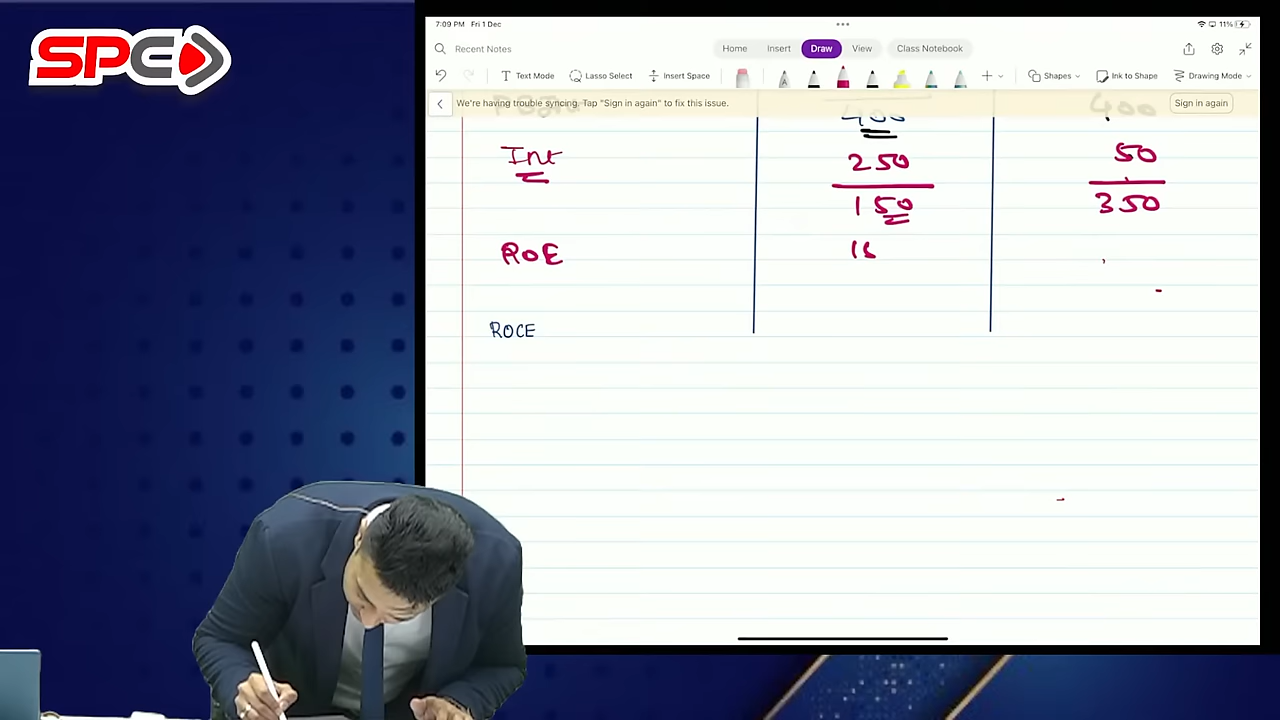 SPE
7:09 PM Fri 1 Dec
11%
Recent Notes
Home Insert Draw View Class Notebook
Text Mode Lasso Select Insert Space Shapes Ink to Shape Drawing Mode
We're having trouble syncing. Tap "Sign in again" to fix this issue. Sign in again
400 400
Int 250 50
150 350
ROE
ROCE